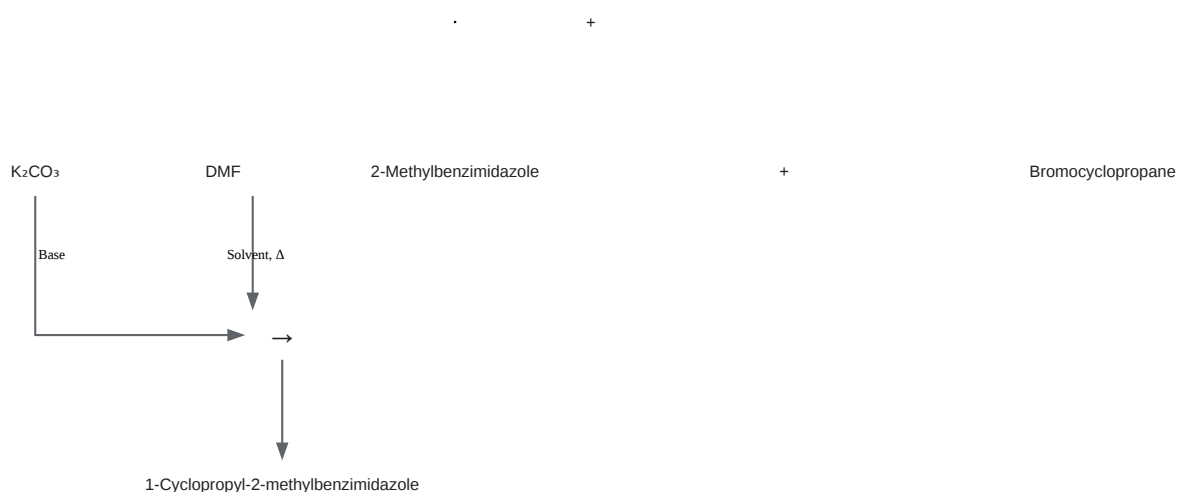 · +
K₂CO₃ DMF 2-Methylbenzimidazole + Bromocyclopropane
Base Solvent, Δ
→
1-Cyclopropyl-2-methylbenzimidazole